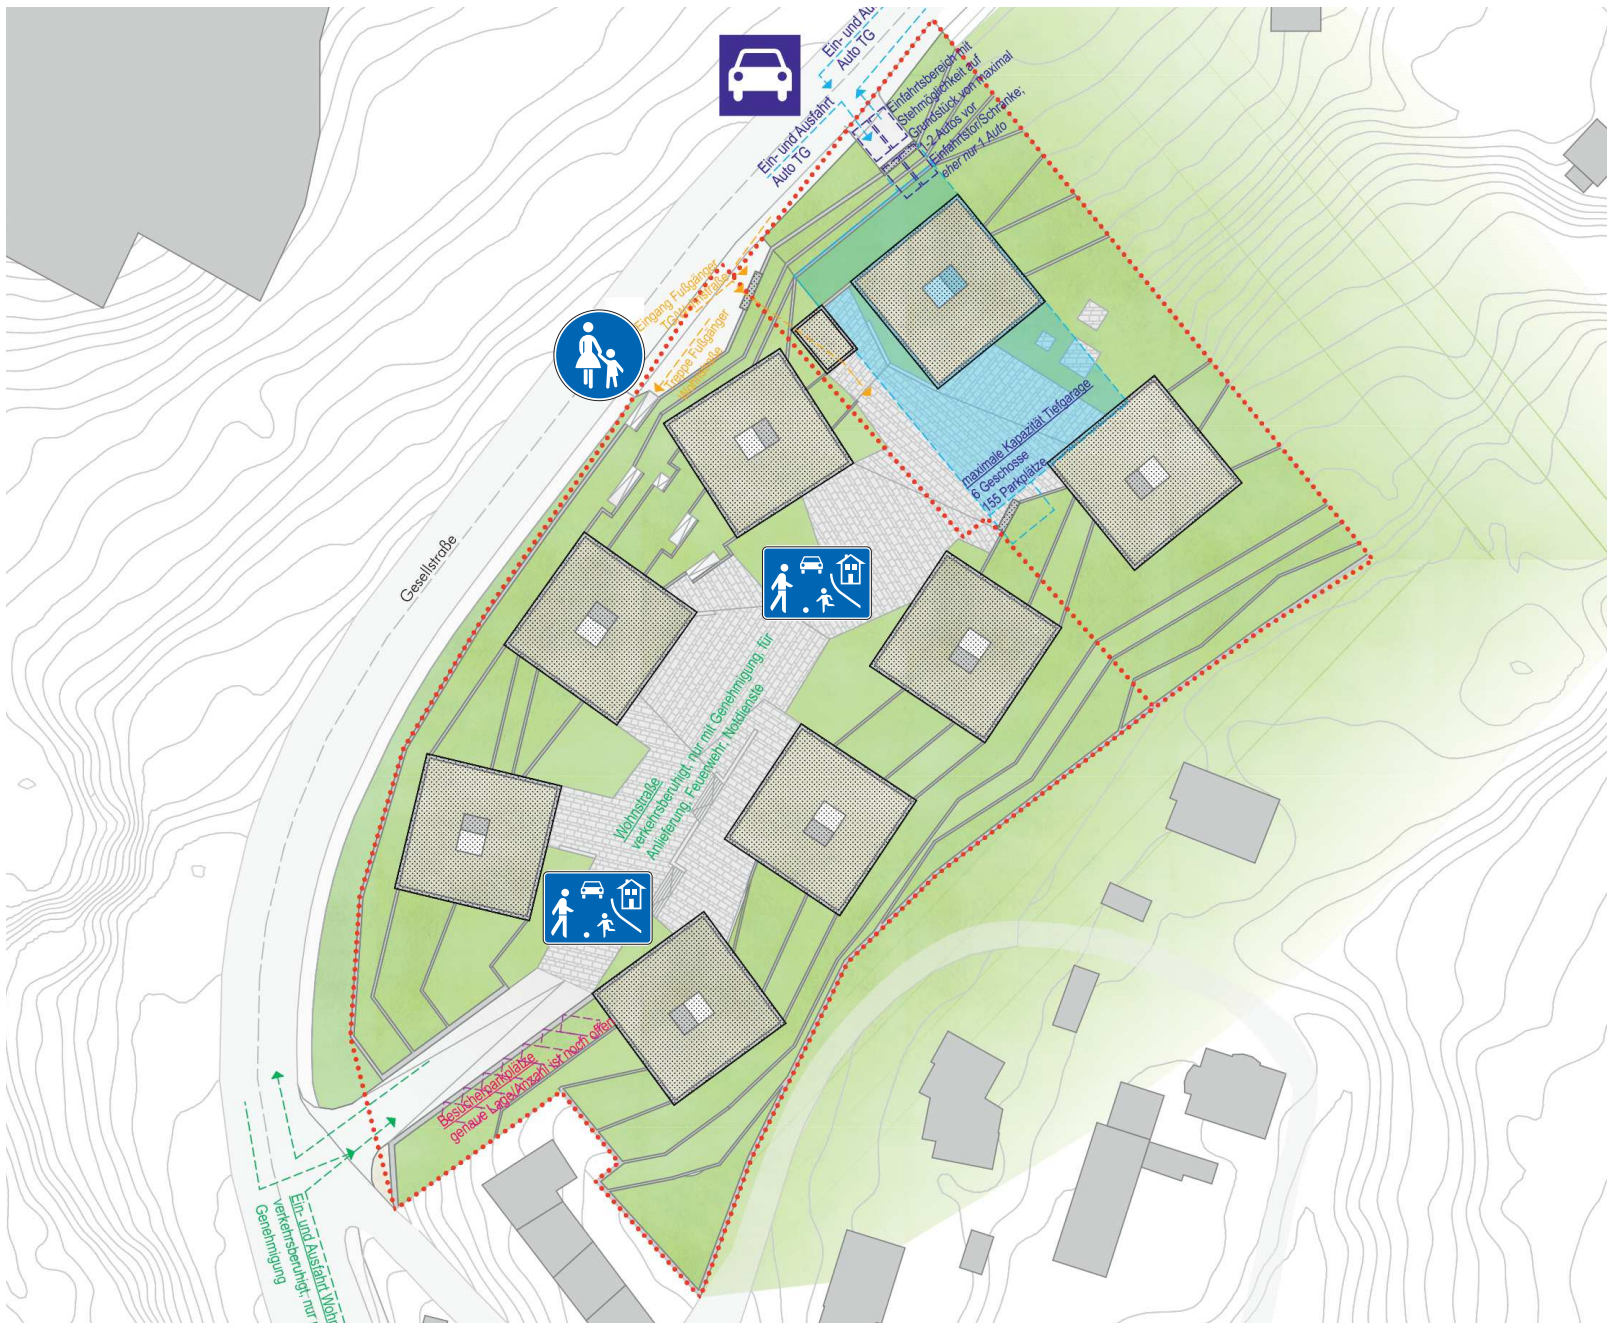 Ein- und Au
Auto TG
Ein- und Ausfahrt
Auto TG
Einfahrtsbereich mit
Stehmöglichkeit auf
Grundstück von maximal
1-2 Autos vor
Einfahrtstor/Schranke;
eher nur 1 Auto
Eingang Fußgänger
Treppe Fußgänger
maximale Kapazität Tiefgarage
6 Geschosse
155 Parkplätze
Gesellstraße
Wohnstraße
verkehrsberuhigt, nur mit Genehmigung, für
Anlieferung, Feuerwehr, Notdienste
Besucherparkplätze
genaue Lage/Anzahl ist noch offen
Ein- und Ausfahrt Wohn
verkehrsberuhigt, nur
Genehmigung